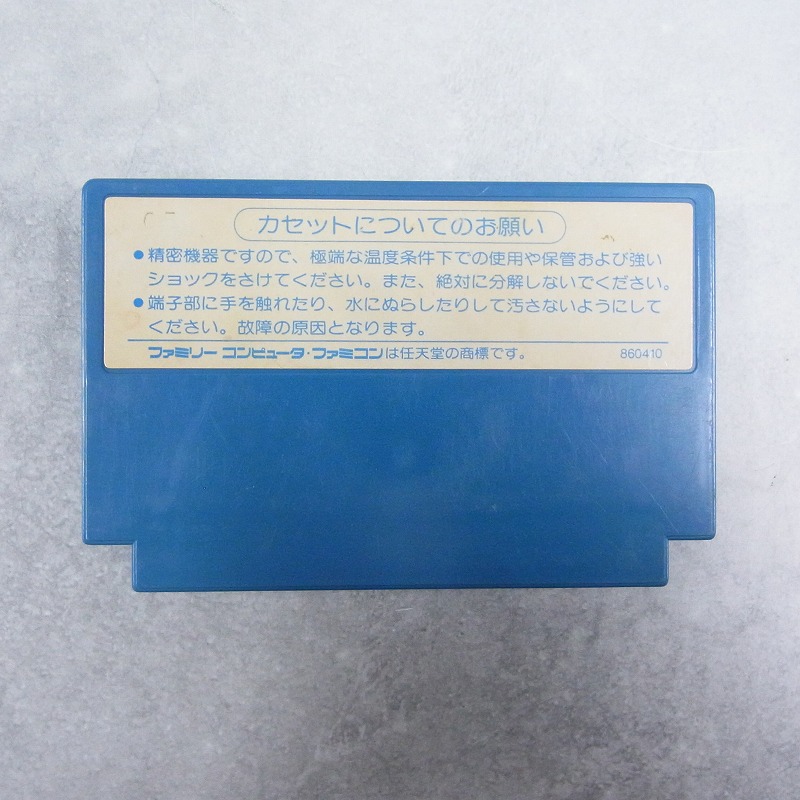 カセットについてのお願い
●精密機器ですので、極端な温度条件下での使用や保管および強い
ショックをさけてください。また、絶対に分解しないでください。
●端子部に手を触れたり、水にぬらしたりして汚さないようにして
ください。故障の原因となります。
ファミリー コンピュータ・ファミコンは任天堂の商標です。 860410